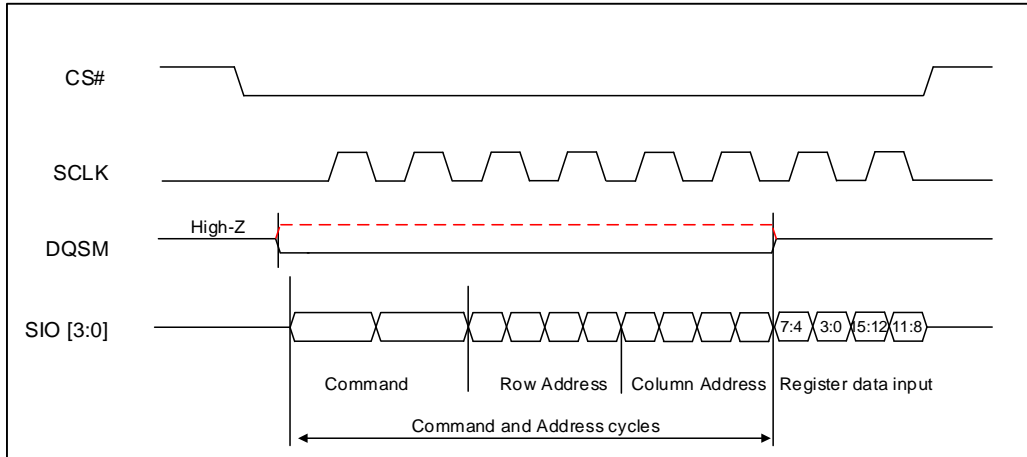 CS#
SCLK
High-Z
DQSM
SIO [3:0]
7:4 3:0 15:12 11:8
Command Row Address Column Address Register data input
Command and Address cycles